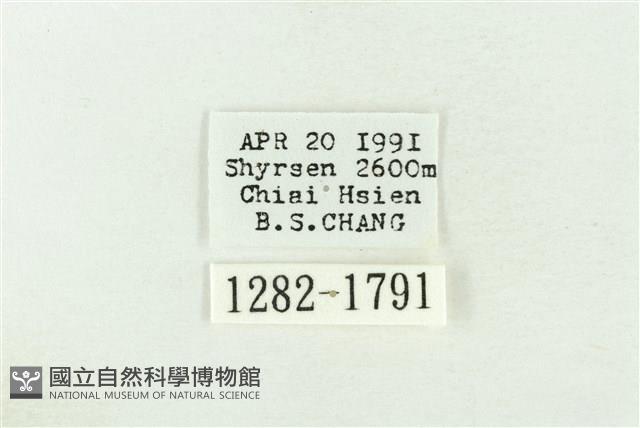 APR 20 1991
Shyrsen 2600m
Chiai Hsien
B.S.CHANG
1282-1791
國立自然科學博物館
NATIONAL MUSEUM OF NATURAL SCIENCE